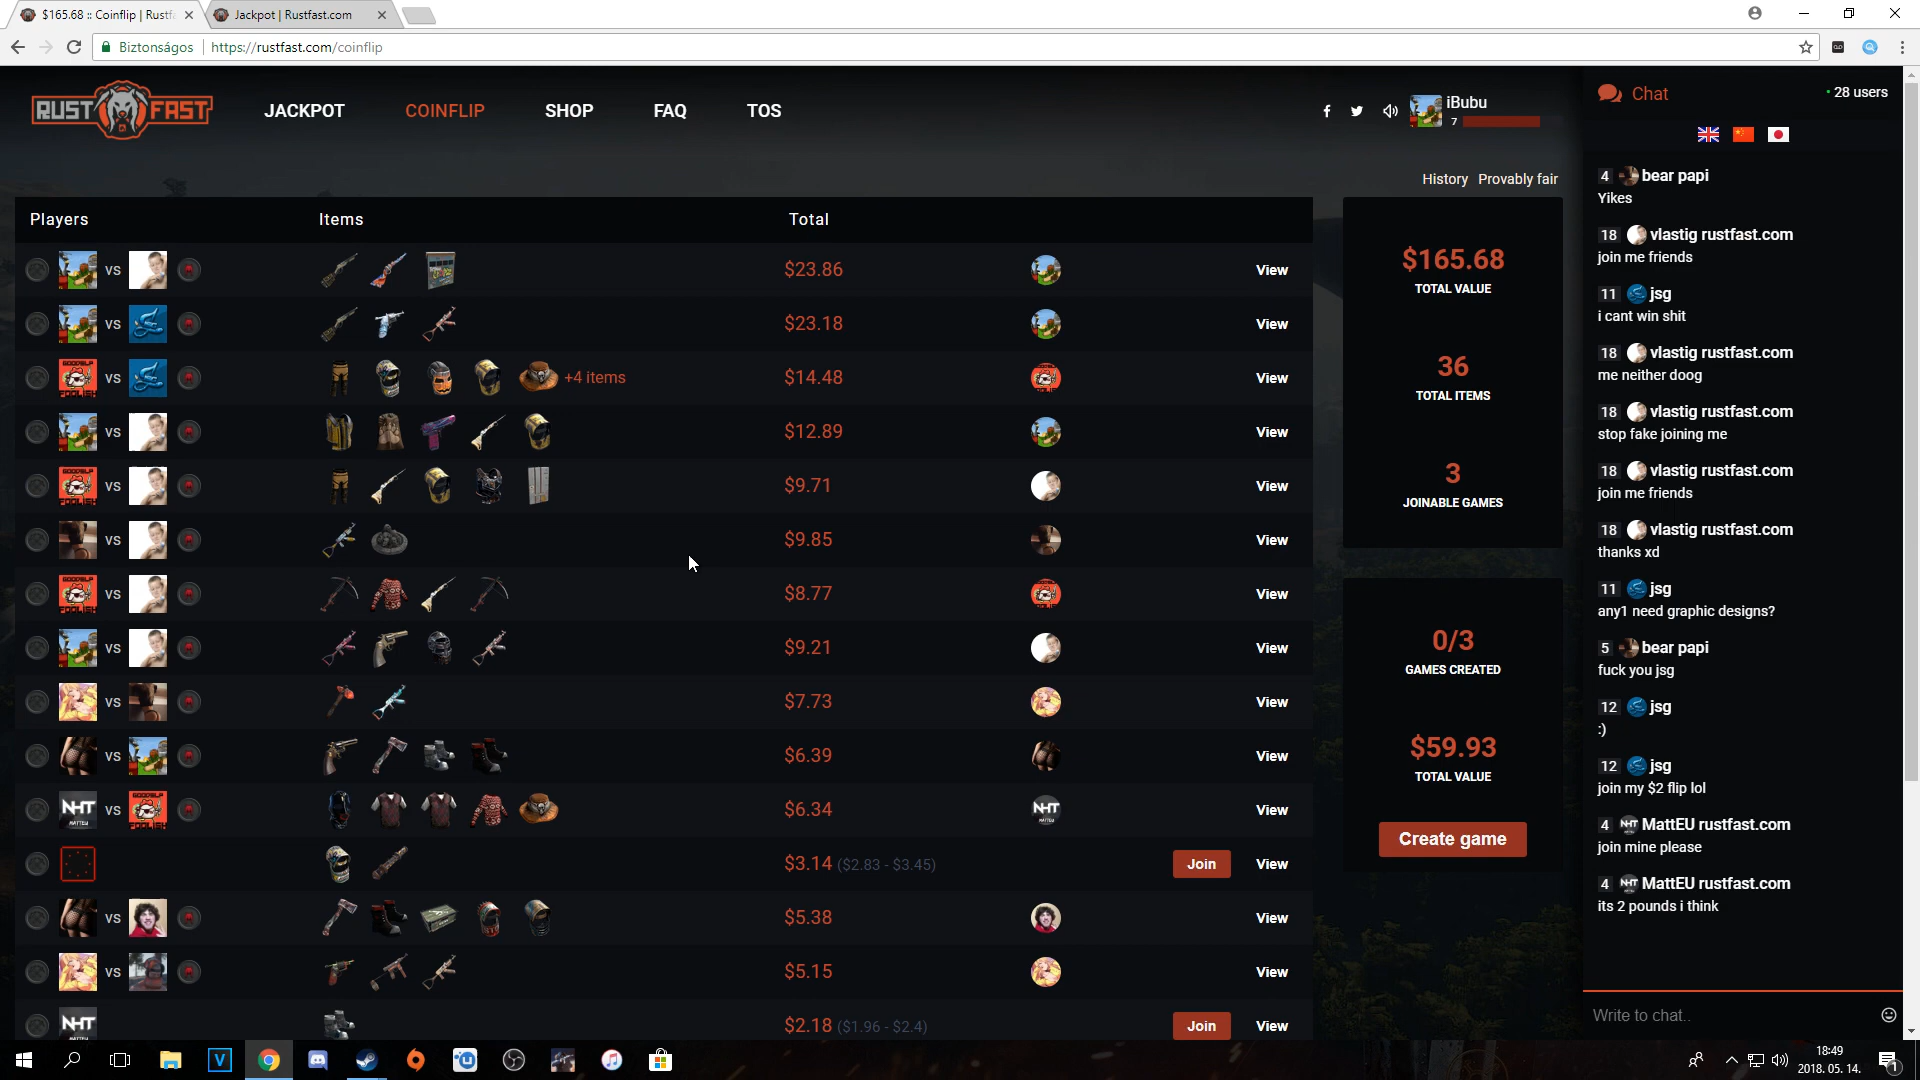 $165.68 :: Coinflip | Rustf
Jackpot | Rustfast.com
Biztonságos
https://rustfast.com/coinflip
RUST FAST
JACKPOT
COINFLIP
SHOP
FAQ
TOS
iBubu
7
History
Provably fair
Players
Items
Total
vs
$23.86
View
vs
$23.18
View
vs
+4 items
$14.48
View
vs
$12.89
View
vs
$9.71
View
vs
$9.85
View
vs
$8.77
View
vs
$9.21
View
vs
$7.73
View
vs
$6.39
View
NHT
MATTEU
vs
$6.34
NHT
MATTEU
View
$3.14 ($2.83 - $3.45)
Join
View
vs
$5.38
View
vs
$5.15
View
NHT
$2.18 ($1.96 - $2.4)
Join
View
$165.68
TOTAL VALUE
36
TOTAL ITEMS
3
JOINABLE GAMES
0/3
GAMES CREATED
$59.93
TOTAL VALUE
Create game
Chat
28 users
4 bear papi
Yikes
18 vlastig rustfast.com
join me friends
11 jsg
i cant win shit
18 vlastig rustfast.com
me neither doog
18 vlastig rustfast.com
stop fake joining me
18 vlastig rustfast.com
join me friends
18 vlastig rustfast.com
thanks xd
11 jsg
any1 need graphic designs?
5 bear papi
fuck you jsg
12 jsg
:)
12 jsg
join my $2 flip lol
4 MattEU rustfast.com
join mine please
4 MattEU rustfast.com
its 2 pounds i think
Write to chat..
18:49
2018. 05. 14.
1